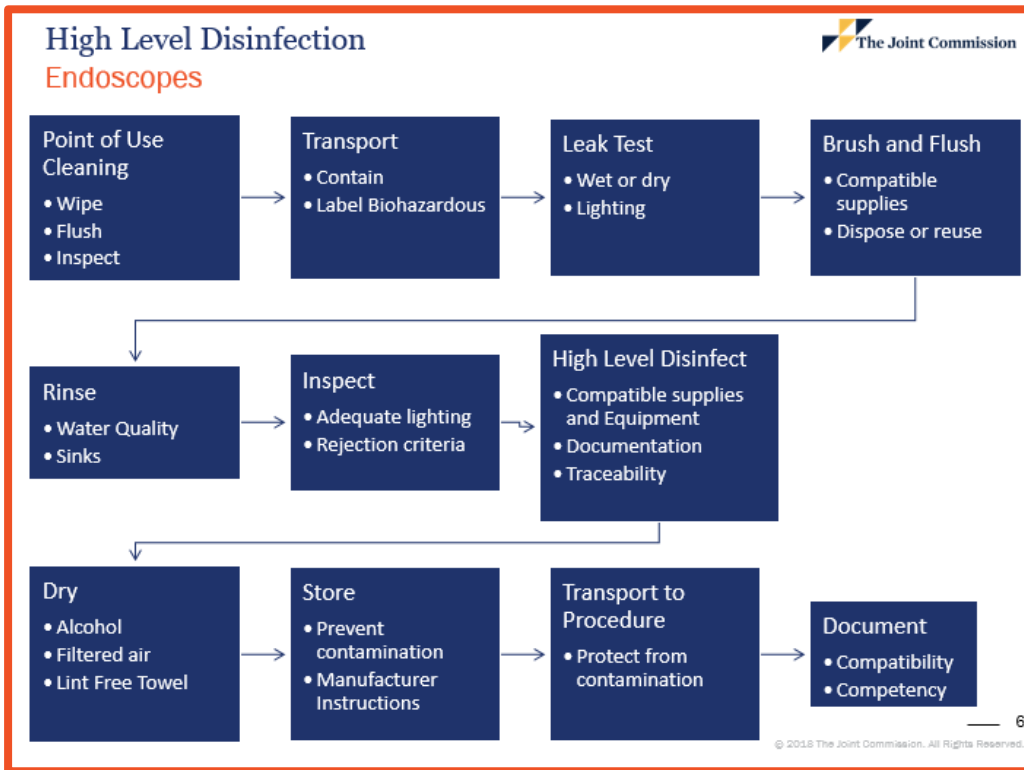 High Level Disinfection
Endoscopes
The Joint Commission
Point of Use
Cleaning
• Wipe
• Flush
• Inspect
Transport
• Contain
• Label Biohazardous
Leak Test
• Wet or dry
• Lighting
Brush and Flush
• Compatible
supplies
• Dispose or reuse
Rinse
• Water Quality
• Sinks
Inspect
• Adequate lighting
• Rejection criteria
High Level Disinfect
• Compatible supplies
and Equipment
• Documentation
• Traceability
Dry
• Alcohol
• Filtered air
• Lint Free Towel
Store
• Prevent
contamination
• Manufacturer
Instructions
Transport to
Procedure
• Protect from
contamination
Document
• Compatibility
• Competency
6
© 2018 The Joint Commission. All Rights Reserved.